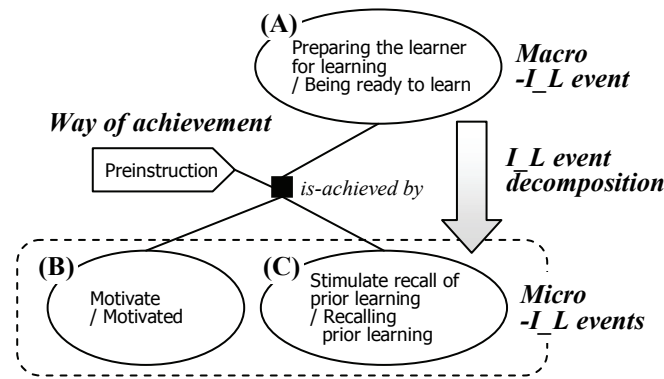 (A)
Preparing the learner
for learning
/ Being ready to learn
Macro
-I_L event
Way of achievement
Preinstruction
is-achieved by
I_L event
decomposition
(B)
Motivate
/ Motivated
(C)
Stimulate recall of
prior learning
/ Recalling
prior learning
Micro
-I_L events